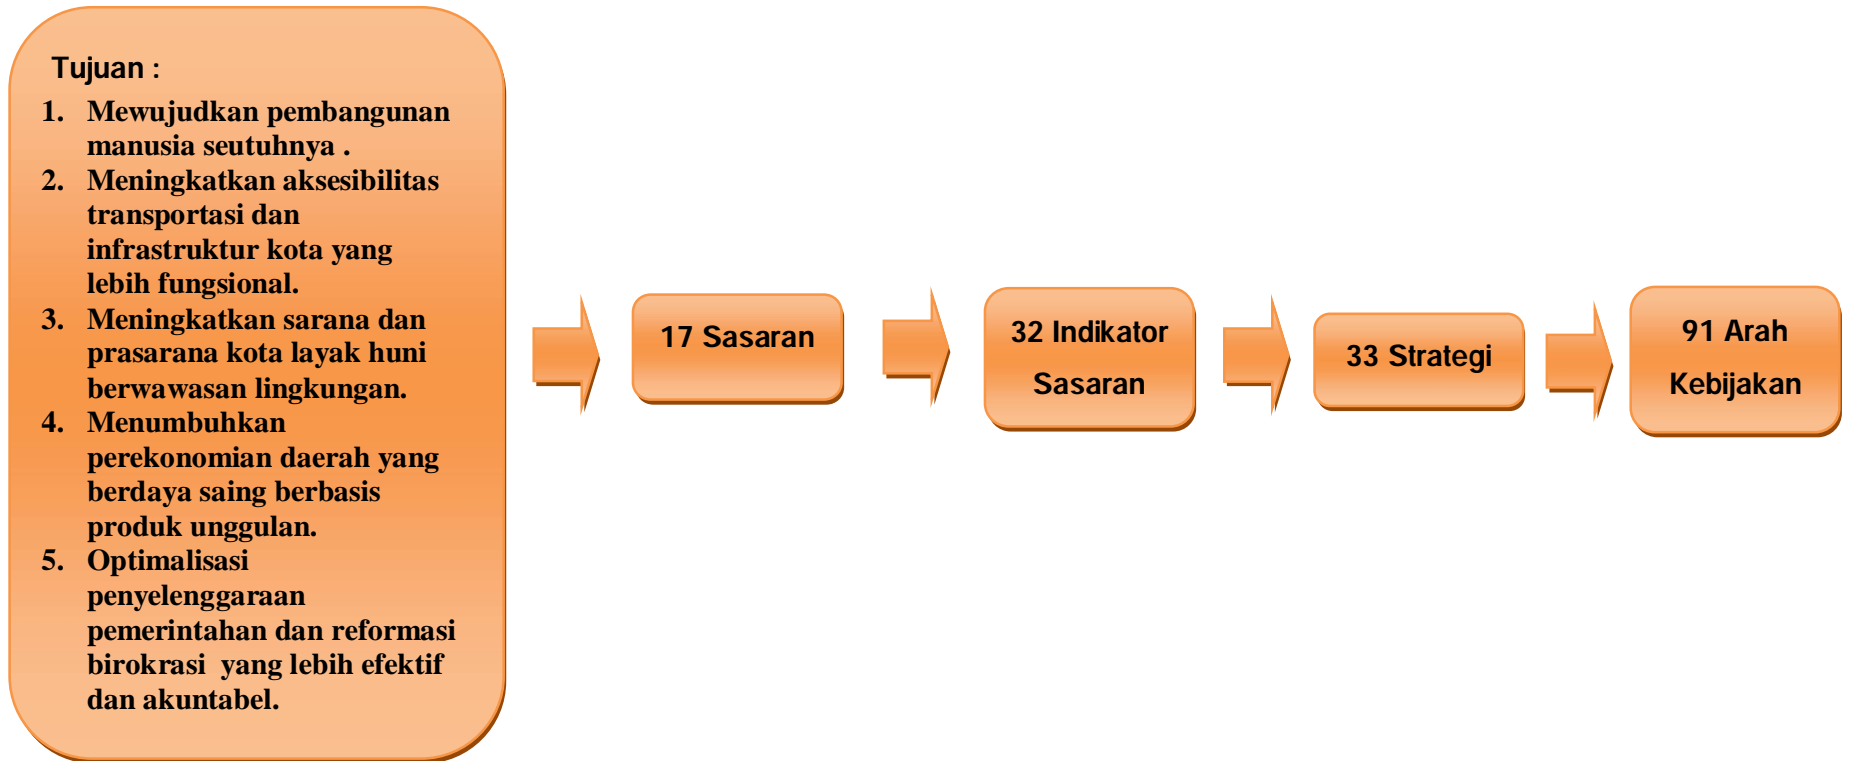 Tujuan :
1. Mewujudkan pembangunan
manusia seutuhnya .
2. Meningkatkan aksesibilitas
transportasi dan
infrastruktur kota yang
lebih fungsional.
3. Meningkatkan sarana dan
prasarana kota layak huni
berwawasan lingkungan.
4. Menumbuhkan
perekonomian daerah yang
berdaya saing berbasis
produk unggulan.
5. Optimalisasi
penyelenggaraan
pemerintahan dan reformasi
birokrasi  yang lebih efektif
dan akuntabel.
17 Sasaran
32 Indikator
Sasaran
33 Strategi
91 Arah
Kebijakan